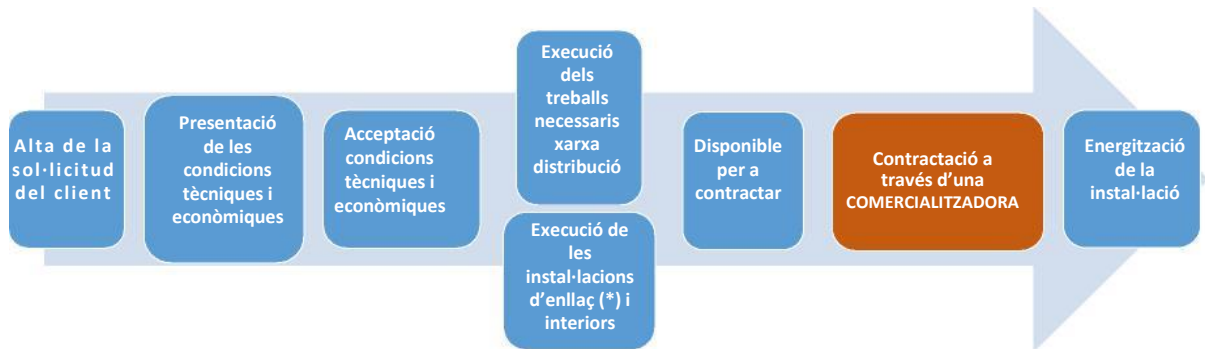 Alta de la
sol·licitud
del client
Presentació
de les
condicions
tècniques i
econòmiques
Acceptació
condicions
tècniques i
econòmiques
Execució
dels
treballs
necessaris
xarxa
distribució
Execució de
les
instal·lacions
d’enllaç (*) i
interiors
Disponible
per a
contractar
Contractació a
través d’una
COMERCIALITZADORA
Energització
de la
instal·lació